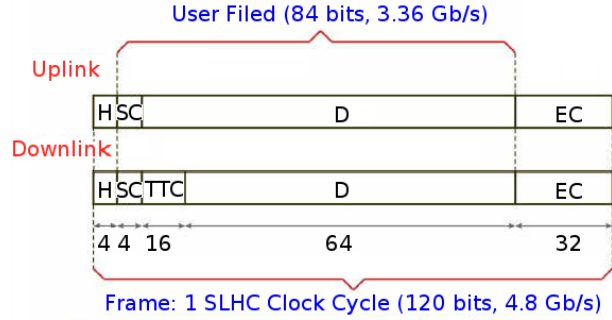 User Filed (84 bits, 3.36 Gb/s)
Uplink
H SC D EC
Downlink
H SC TTC D EC
4 4 16 64 32
Frame: 1 SLHC Clock Cycle (120 bits, 4.8 Gb/s)